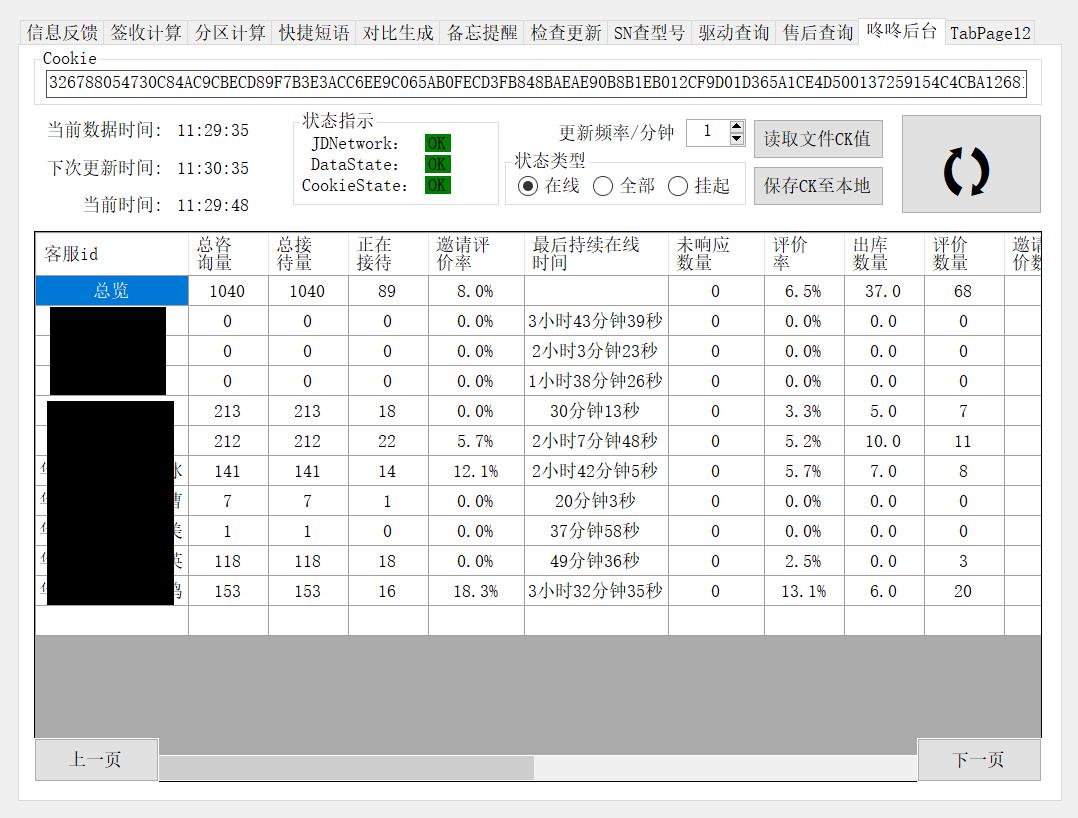 信息反馈 签收计算 分区计算 快捷短语 对比生成 备忘提醒 检查更新 SN查型号 驱动查询 售后查询 咚咚后台 TabPage12
Cookie
326788054730C84AC9CBECD89F7B3E3ACC6EE9C065AB0FECD3FB848BAEAE90B8B1EB012CF9D01D365A1CE4D500137259154C4CBA1268
当前数据时间: 11:29:35
下次更新时间: 11:30:35
当前时间: 11:29:48
状态指示
JDNetwork: OK
DataState: OK
CookieState: OK
更新频率/分钟 1
状态类型
在线 全部 挂起
读取文件CK值
保存CK至本地
客服id 总咨询量 总接待量 正在接待 邀请评价率 最后持续在线时间 未响应数量 评价率 出库数量 评价数量 邀请价数
总览 1040 1040 89 8.0% 0 6.5% 37.0 68
0 0 0 0.0% 3小时43分钟39秒 0 0.0% 0.0 0
0 0 0 0.0% 2小时3分钟23秒 0 0.0% 0.0 0
0 0 0 0.0% 1小时38分钟26秒 0 0.0% 0.0 0
213 213 18 0.0% 30分钟13秒 0 3.3% 5.0 7
212 212 22 5.7% 2小时7分钟48秒 0 5.2% 10.0 11
141 141 14 12.1% 2小时42分钟5秒 0 5.7% 7.0 8
7 7 1 0.0% 20分钟3秒 0 0.0% 0.0 0
1 1 0 0.0% 37分钟58秒 0 0.0% 0.0 0
118 118 18 0.0% 49分钟36秒 0 2.5% 0.0 3
153 153 16 18.3% 3小时32分钟35秒 0 13.1% 6.0 20
上一页 下一页